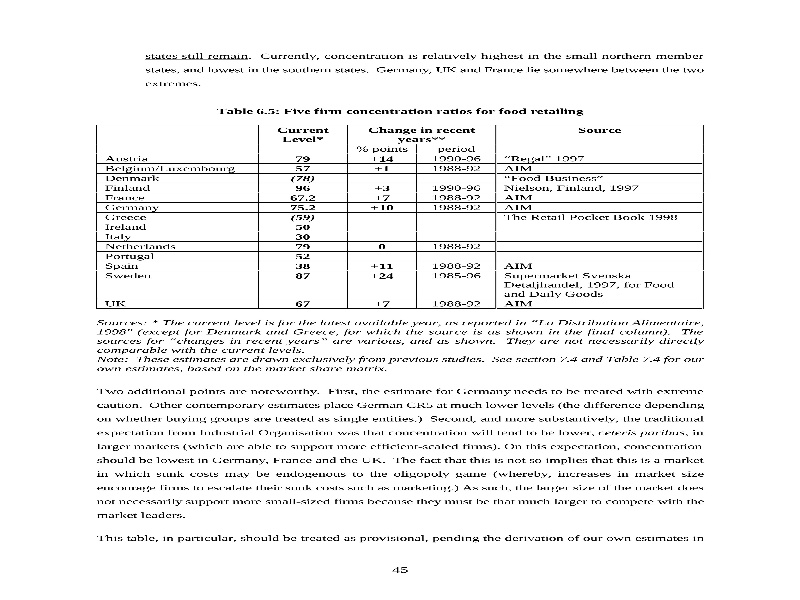 states still remain. Currently, concentration is relatively highest in the small northern member
states, and lowest in the southern states. Germany, UK and France lie somewhere between the two
extremes.
Table 6.5: Five firm concentration ratios for food retailing
Current Level* Change in recent years** Source
% points period
Austria 79 +14 1990-96 "Regal" 1997
Belgium/Luxembourg 57 +1 1988-92 AIM
Denmark (78) "Food Business"
Finland 96 +3 1990-96 Nielson, Finland, 1997
France 67.2 +7 1988-92 AIM
Germany 75.2 +10 1988-92 AIM
Greece (59) The Retail Pocket Book 1998
Ireland 50
Italy 30
Netherlands 79 0 1988-92
Portugal 52
Spain 38 +11 1988-92 AIM
Sweden 87 +24 1985-96 Supermarket Svenska
Detaljhandel, 1997, for Food
and Daily Goods
UK 67 +7 1988-92 AIM
Sources: * The current level is for the latest available year, as reported in "La Distribution Alimentaire,
1998" (except for Denmark and Greece, for which the source is as shown in the final column). The
sources for "changes in recent years" are various, and as shown. They are not necessarily directly
comparable with the current levels.
Note: These estimates are drawn exclusively from previous studies. See section 7.4 and Table 7.4 for our
own estimates, based on the market share matrix.
Two additional points are noteworthy. First, the estimate for Germany needs to be treated with extreme
caution. Other contemporary estimates place German CR5 at much lower levels (the difference depending
on whether buying groups are treated as single entities.) Second, and more substantively, the traditional
expectation from Industrial Organisation was that concentration will tend to be lower, ceteris paribus, in
larger markets (which are able to support more efficient-scaled firms). On this expectation, concentration
should be lowest in Germany, France and the UK. The fact that this is not so implies that this is a market
in which sunk costs may be endogenous to the oligopoly game (whereby, increases in market size
encourage firms to escalate their sunk costs such as marketing.) As such, the larger size of the market does
not necessarily support more small-sized firms because they must be that much larger to compete with the
market leaders.
This table, in particular, should be treated as provisional, pending the derivation of our own estimates in
45